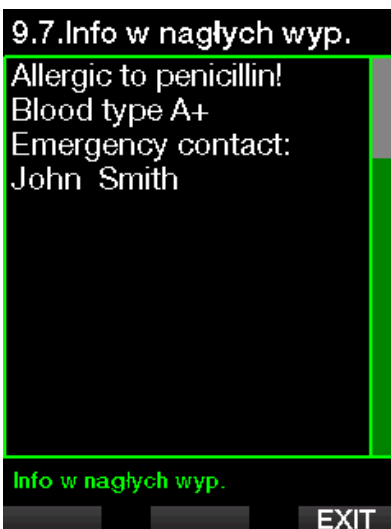 9.7.Info w nagłych wyp.
Allergic to penicillin!
Blood type A+
Emergency contact:
John Smith
Info w nagłych wyp.
EXIT